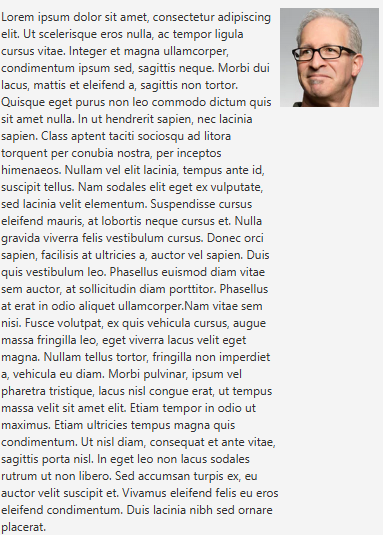 Lorem ipsum dolor sit amet, consectetur adipiscing
elit. Ut scelerisque eros nulla, ac tempor ligula
cursus vitae. Integer et magna ullamcorper,
condimentum ipsum sed, sagittis neque. Morbi dui
lacus, mattis et eleifend a, sagittis non tortor.
Quisque eget purus non leo commodo dictum quis
sit amet nulla. In ut hendrerit sapien, nec lacinia
sapien. Class aptent taciti sociosqu ad litora
torquent per conubia nostra, per inceptos
himenaeos. Nullam vel elit lacinia, tempus ante id,
suscipit tellus. Nam sodales elit eget ex vulputate,
sed lacinia velit elementum. Suspendisse cursus
eleifend mauris, at lobortis neque cursus et. Nulla
gravida viverra felis vestibulum cursus. Donec orci
sapien, facilisis at ultricies a, auctor vel sapien. Duis
quis vestibulum leo. Phasellus euismod diam vitae
sem auctor, at sollicitudin diam porttitor. Phasellus
at erat in odio aliquet ullamcorper.Nam vitae sem
nisi. Fusce volutpat, ex quis vehicula cursus, augue
massa fringilla leo, eget viverra lacus velit eget
magna. Nullam tellus tortor, fringilla non imperdiet
a, vehicula eu diam. Morbi pulvinar, ipsum vel
pharetra tristique, lacus nisl congue erat, ut tempus
massa velit sit amet elit. Etiam tempor in odio ut
maximus. Etiam ultricies tempus magna quis
condimentum. Ut nisl diam, consequat et ante vitae,
sagittis porta nisl. In eget leo non lacus sodales
rutrum ut non libero. Sed accumsan turpis ex, eu
auctor velit suscipit et. Vivamus eleifend felis eu eros
eleifend condimentum. Duis lacinia nibh sed ornare
placerat.